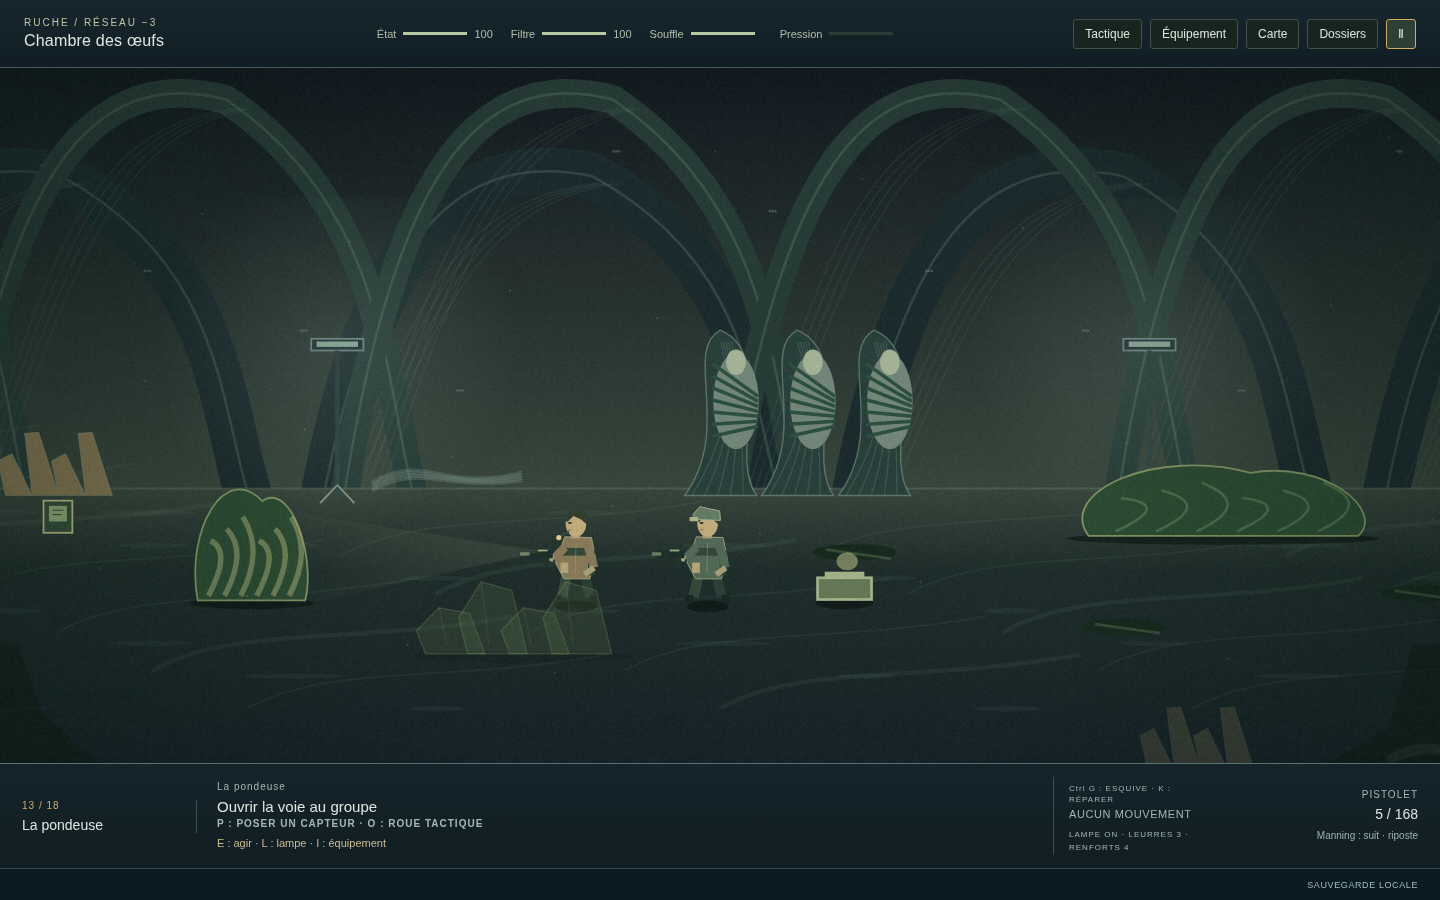 RUCHE / RÉSEAU −3
Chambre des œufs
État 100 Filtre 100 Souffle Pression
Tactique Équipement Carte Dossiers Ⅱ
13 / 18
La pondeuse
La pondeuse
Ouvrir la voie au groupe
P : POSER UN CAPTEUR · O : ROUE TACTIQUE
E : agir · L : lampe · I : équipement
Ctrl G : ESQUIVE · K :
RÉPARER
AUCUN MOUVEMENT
LAMPE ON · LEURRES 3 ·
RENFORTS 4
PISTOLET
5 / 168
Manning : suit · riposte
SAUVEGARDE LOCALE